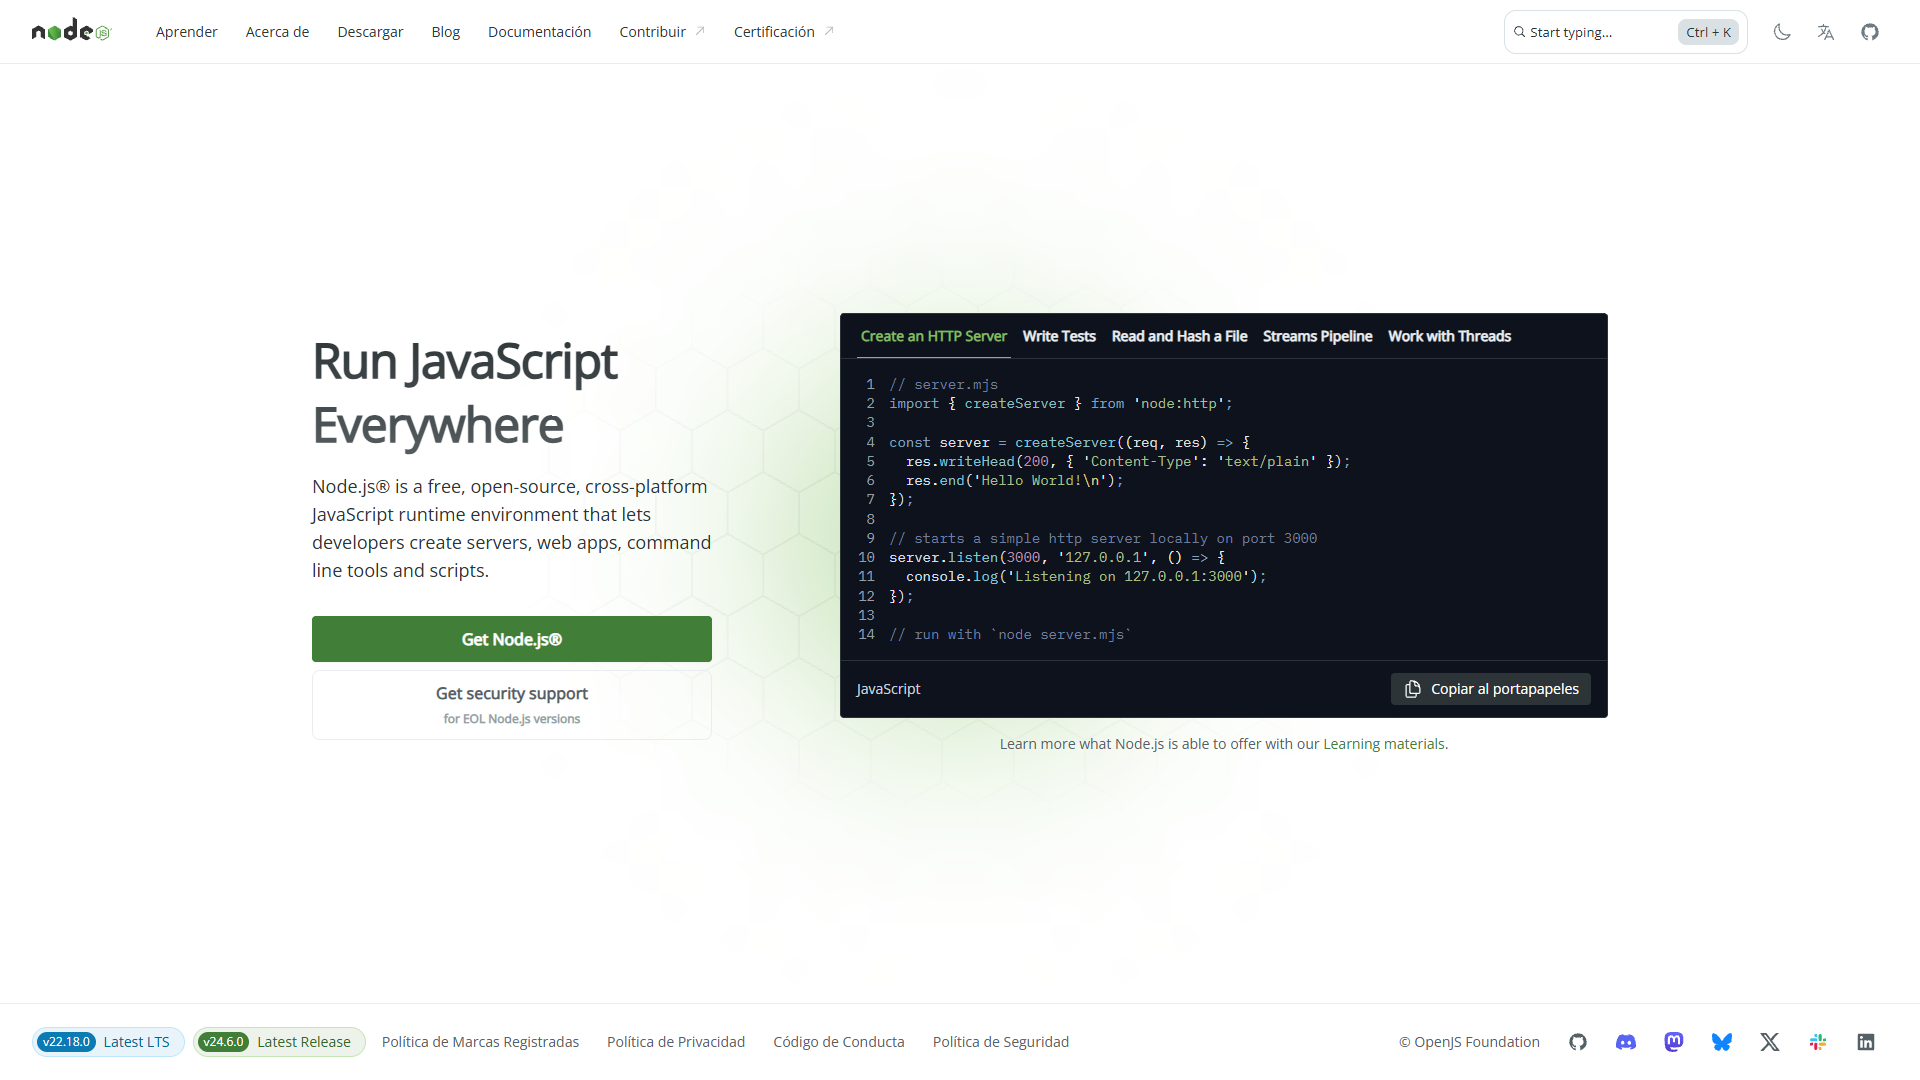 node JS
Aprender Acerca de Descargar Blog Documentación Contribuir Certificación Start typing... Ctrl + K
Run JavaScript
Everywhere
Node.js® is a free, open-source, cross-platform
JavaScript runtime environment that lets
developers create servers, web apps, command
line tools and scripts.
Get Node.js®
Get security support
for EOL Node.js versions
Create an HTTP Server Write Tests Read and Hash a File Streams Pipeline Work with Threads
1 // server.mjs
2 import { createServer } from 'node:http';
3
4 const server = createServer((req, res) => {
5   res.writeHead(200, { 'Content-Type': 'text/plain' });
6   res.end('Hello World!\n');
7 });
8
9 // starts a simple http server locally on port 3000
10 server.listen(3000, '127.0.0.1', () => {
11   console.log('Listening on 127.0.0.1:3000');
12 });
13
14 // run with `node server.mjs`
JavaScript Copiar al portapapeles
Learn more what Node.js is able to offer with our Learning materials.
v22.18.0 Latest LTS v24.6.0 Latest Release Política de Marcas Registradas Política de Privacidad Código de Conducta Política de Seguridad © OpenJS Foundation